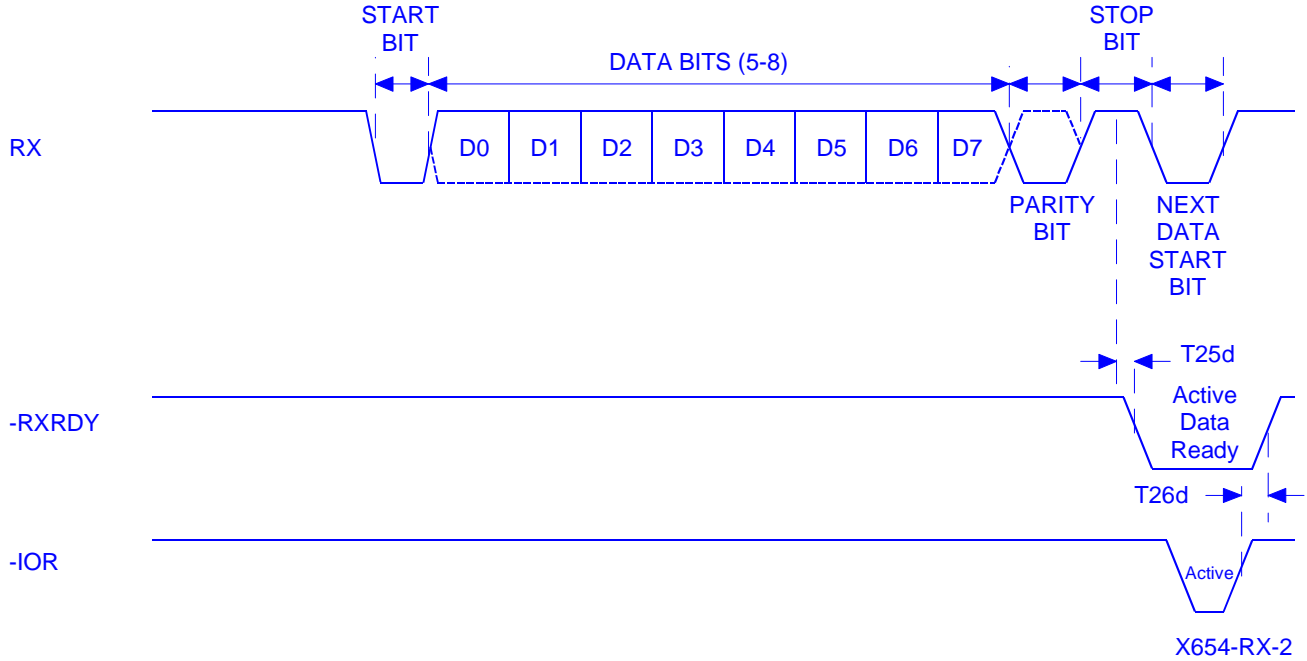 START
BIT
STOP
BIT
DATA BITS (5-8)
RX
D0 D1 D2 D3 D4 D5 D6 D7
PARITY
BIT
NEXT
DATA
START
BIT
T25d
-RXRDY
Active
Data
Ready
T26d
-IOR
Active
X654-RX-2